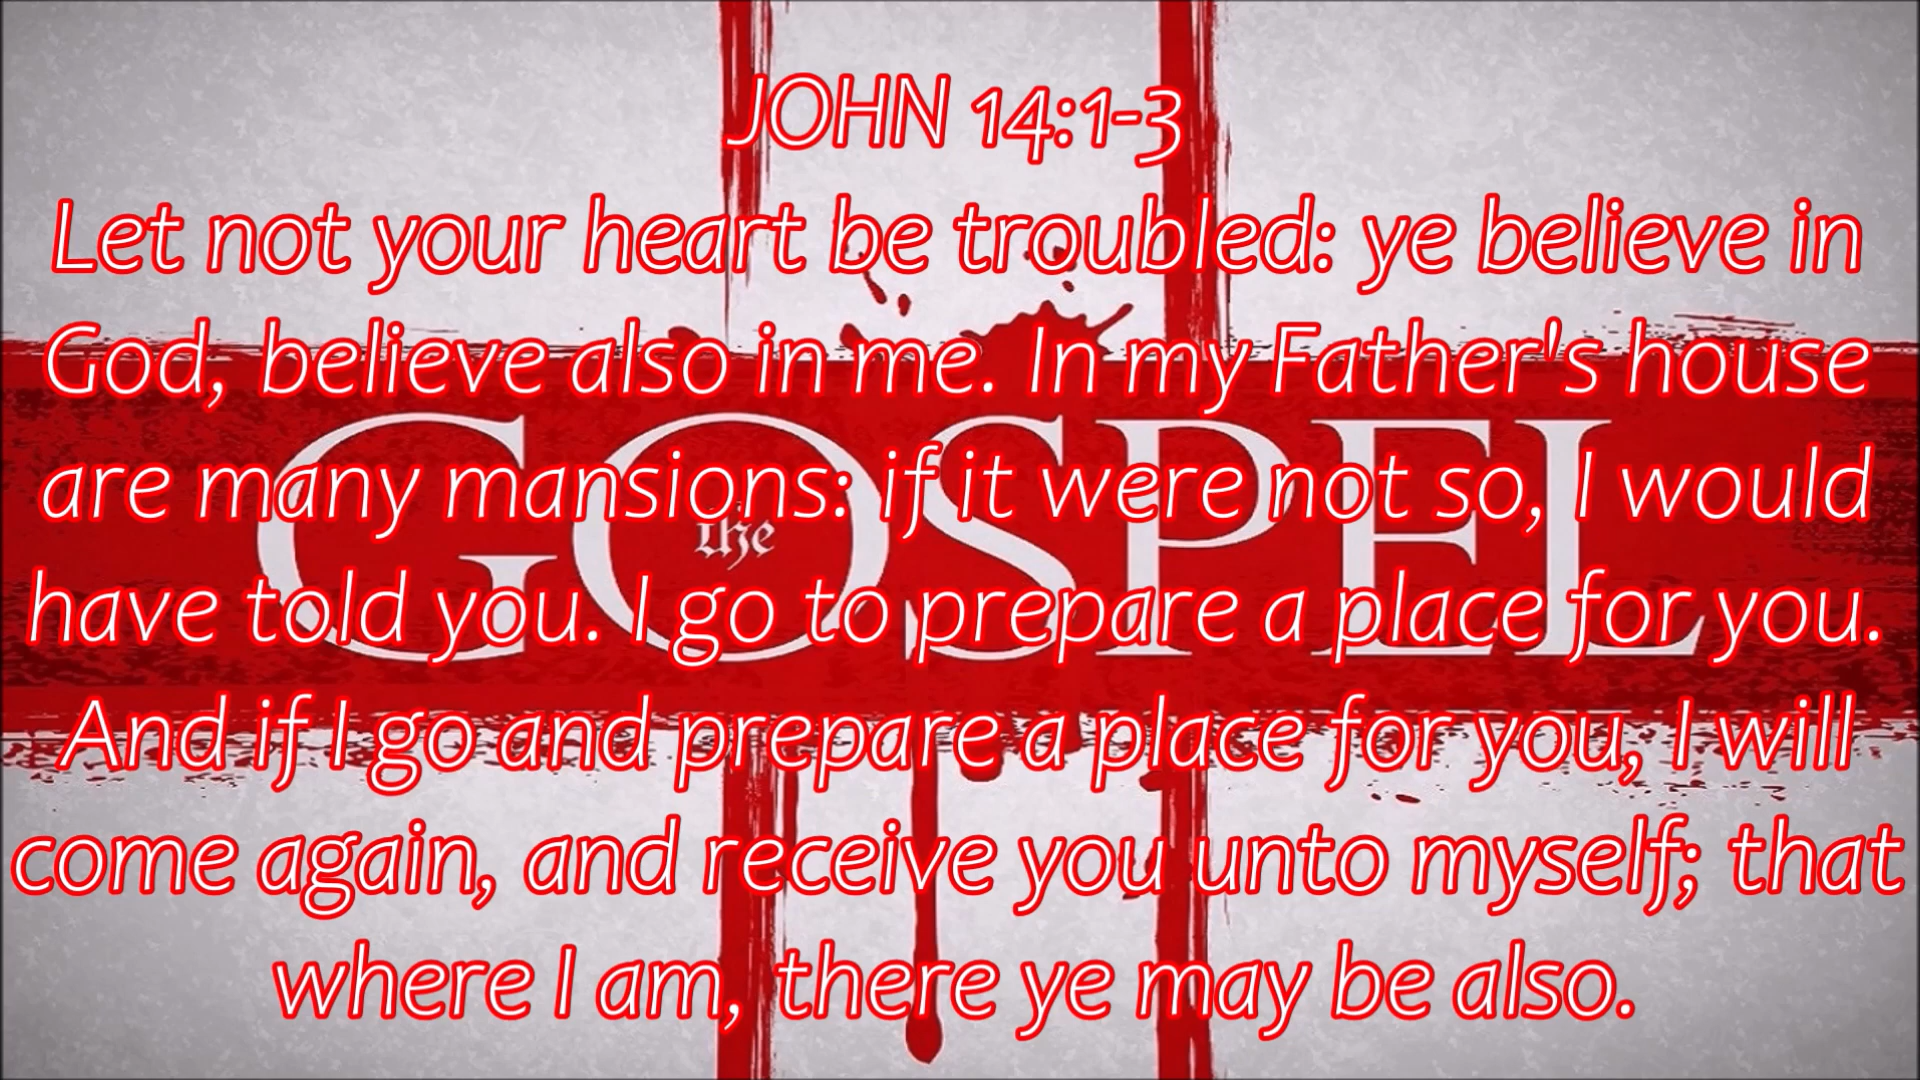 JOHN 14:1-3
Let not your heart be troubled: ye believe in
God, believe also in me. In my Father's house
are many mansions: if it were not so, I would
have told you. I go to prepare a place for you.
And if I go and prepare a place for you, I will
come again, and receive you unto myself; that
where I am, there ye may be also.
the
GOSPEL